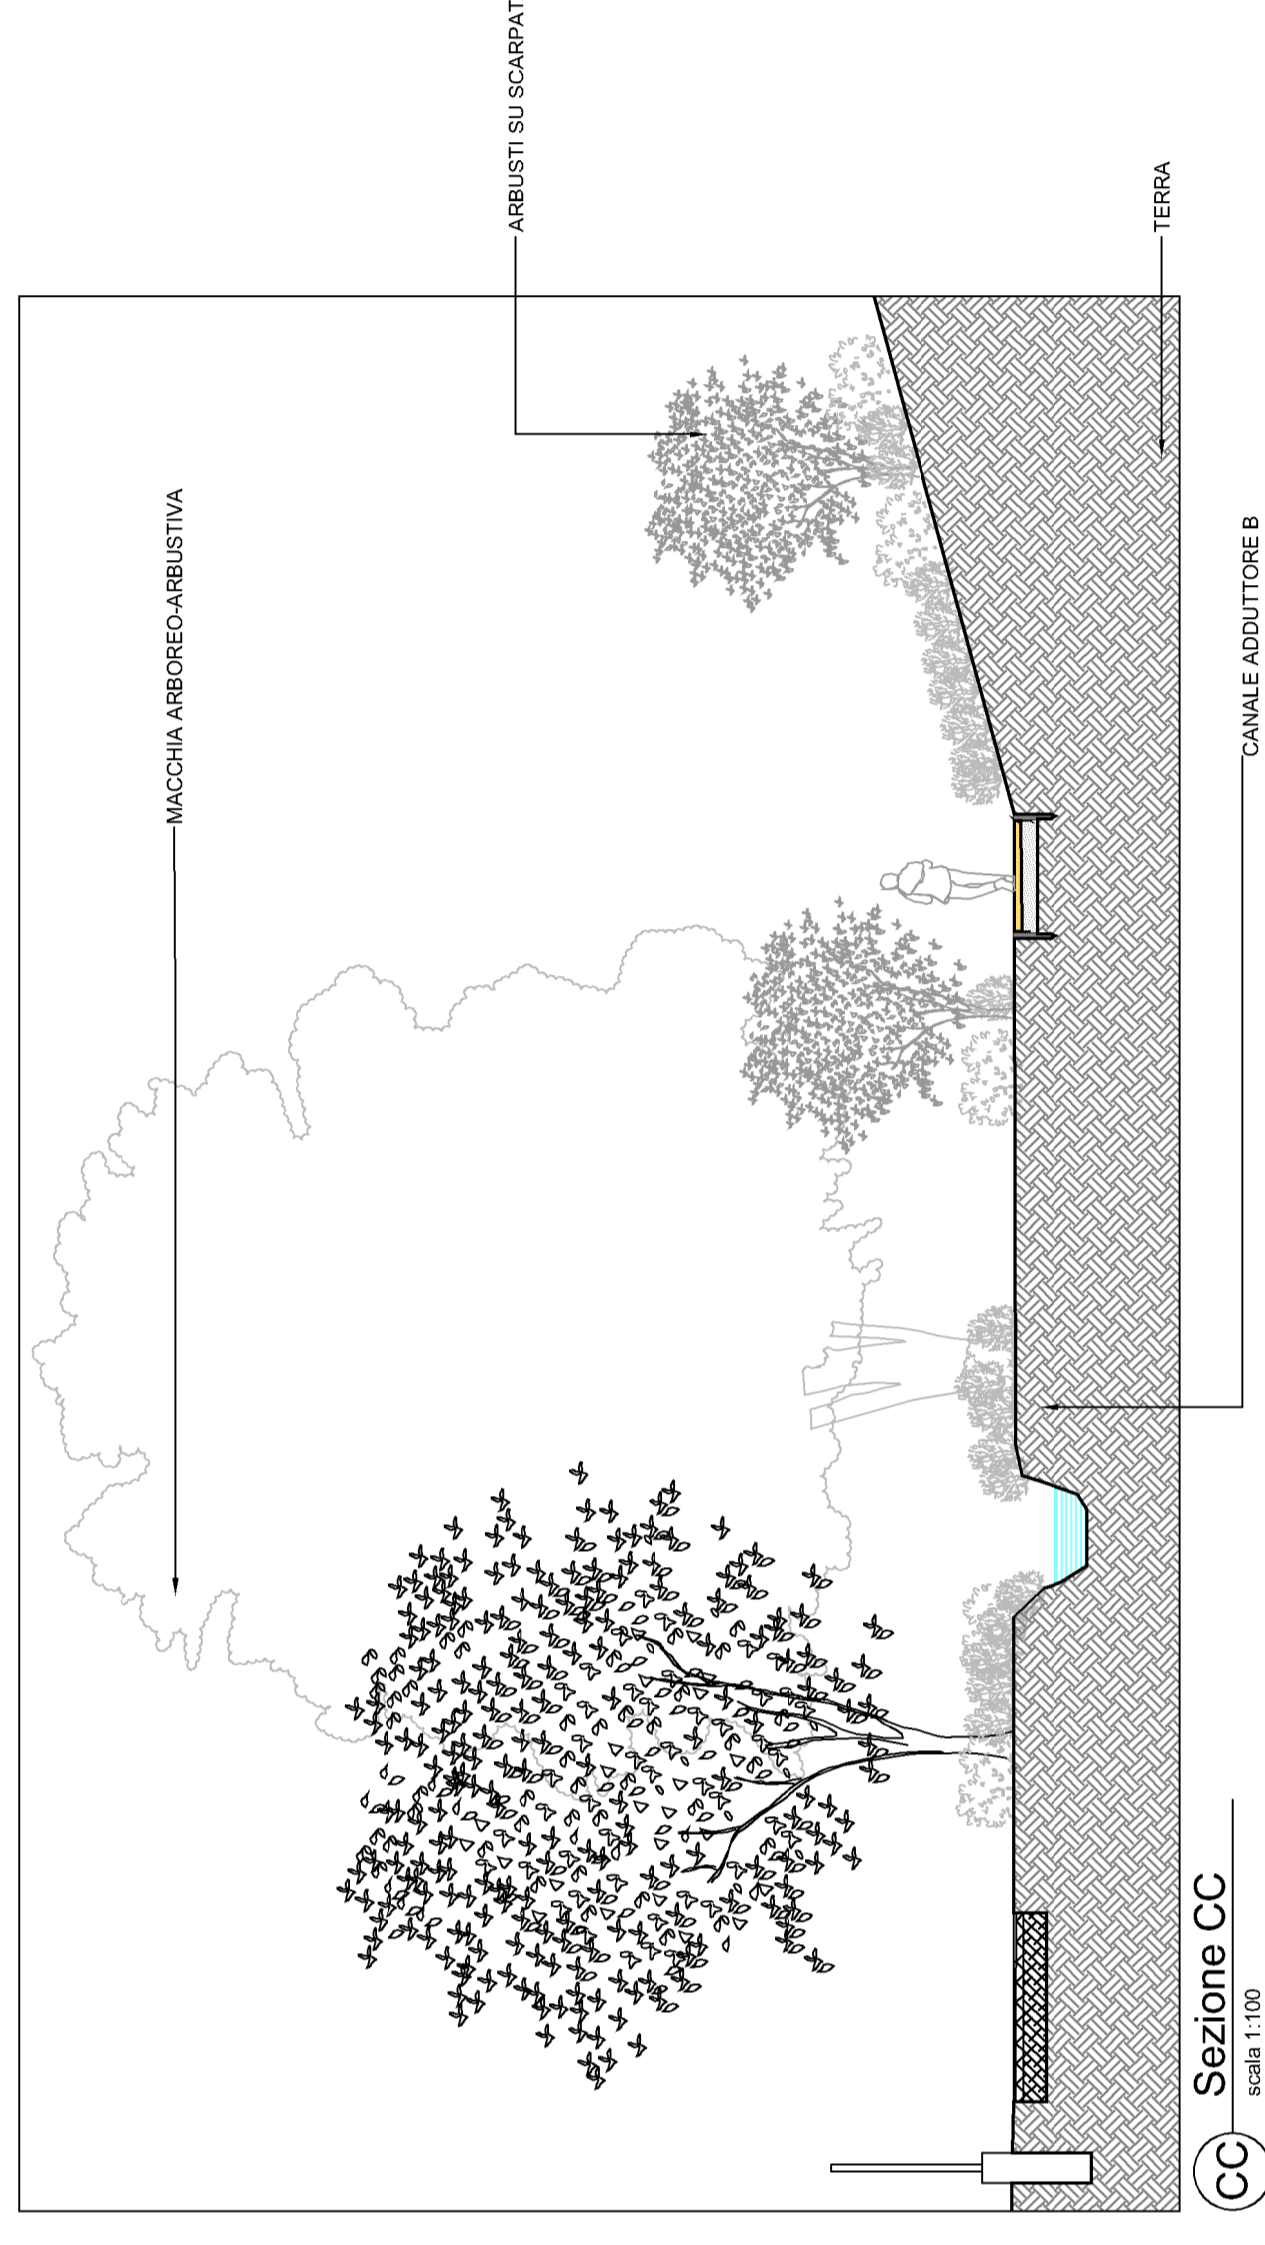 MACCHIA ARBOREO-ARBUSTIVA
ARBUSTI SU SCARPAT
TERRA
CANALE ADDUTTORE B
CC
Sezione CC
scala 1:100